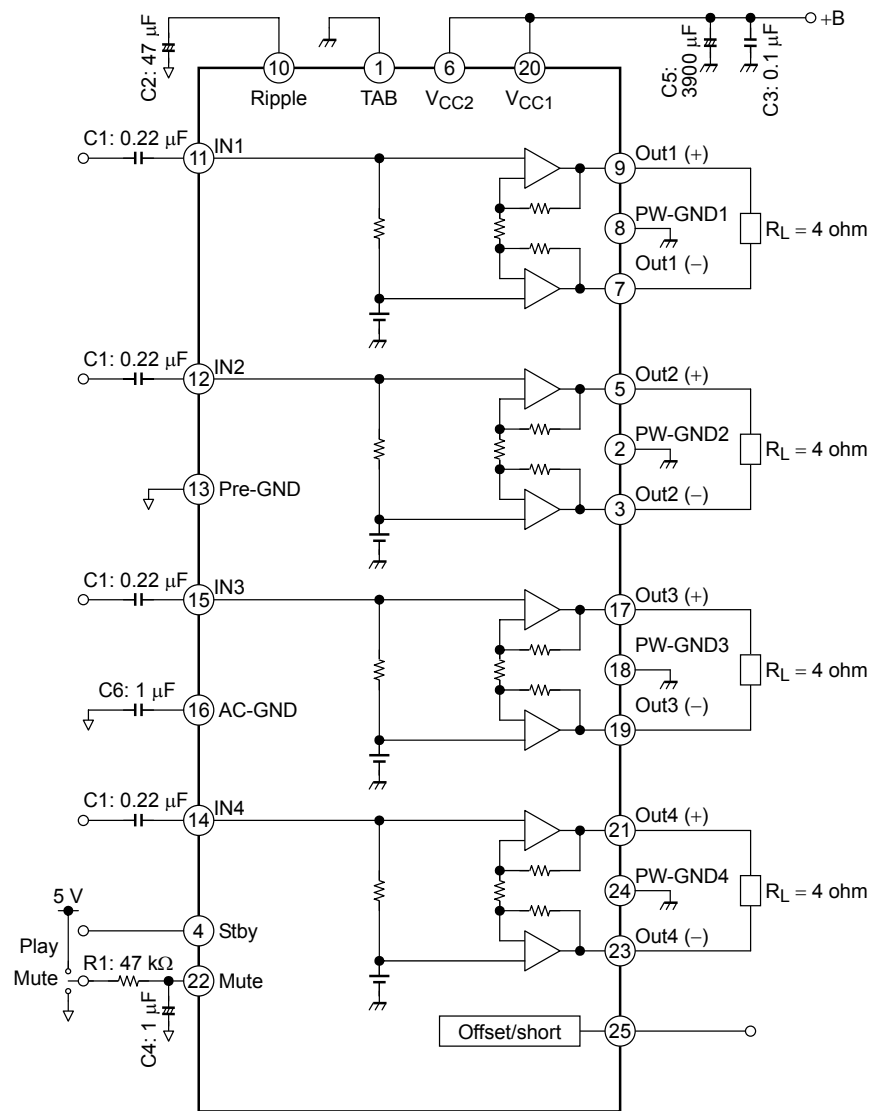 C2: 47 μF
C5: 3900 μF
C3: 0.1 μF
+B
10
1
6
20
Ripple
TAB
VCC2
VCC1
C1: 0.22 μF
11
IN1
9
Out1 (+)
8
PW-GND1
RL = 4 ohm
Out1 (−)
7
C1: 0.22 μF
12
IN2
5
Out2 (+)
2
PW-GND2
RL = 4 ohm
13
Pre-GND
3
Out2 (−)
C1: 0.22 μF
15
IN3
17
Out3 (+)
18
PW-GND3
RL = 4 ohm
C6: 1 μF
16
AC-GND
Out3 (−)
19
C1: 0.22 μF
14
IN4
21
Out4 (+)
24
PW-GND4
RL = 4 ohm
5 V
4
Stby
23
Out4 (−)
Play
Mute
R1: 47 kΩ
22
Mute
C4: 1 μF
Offset/short
25